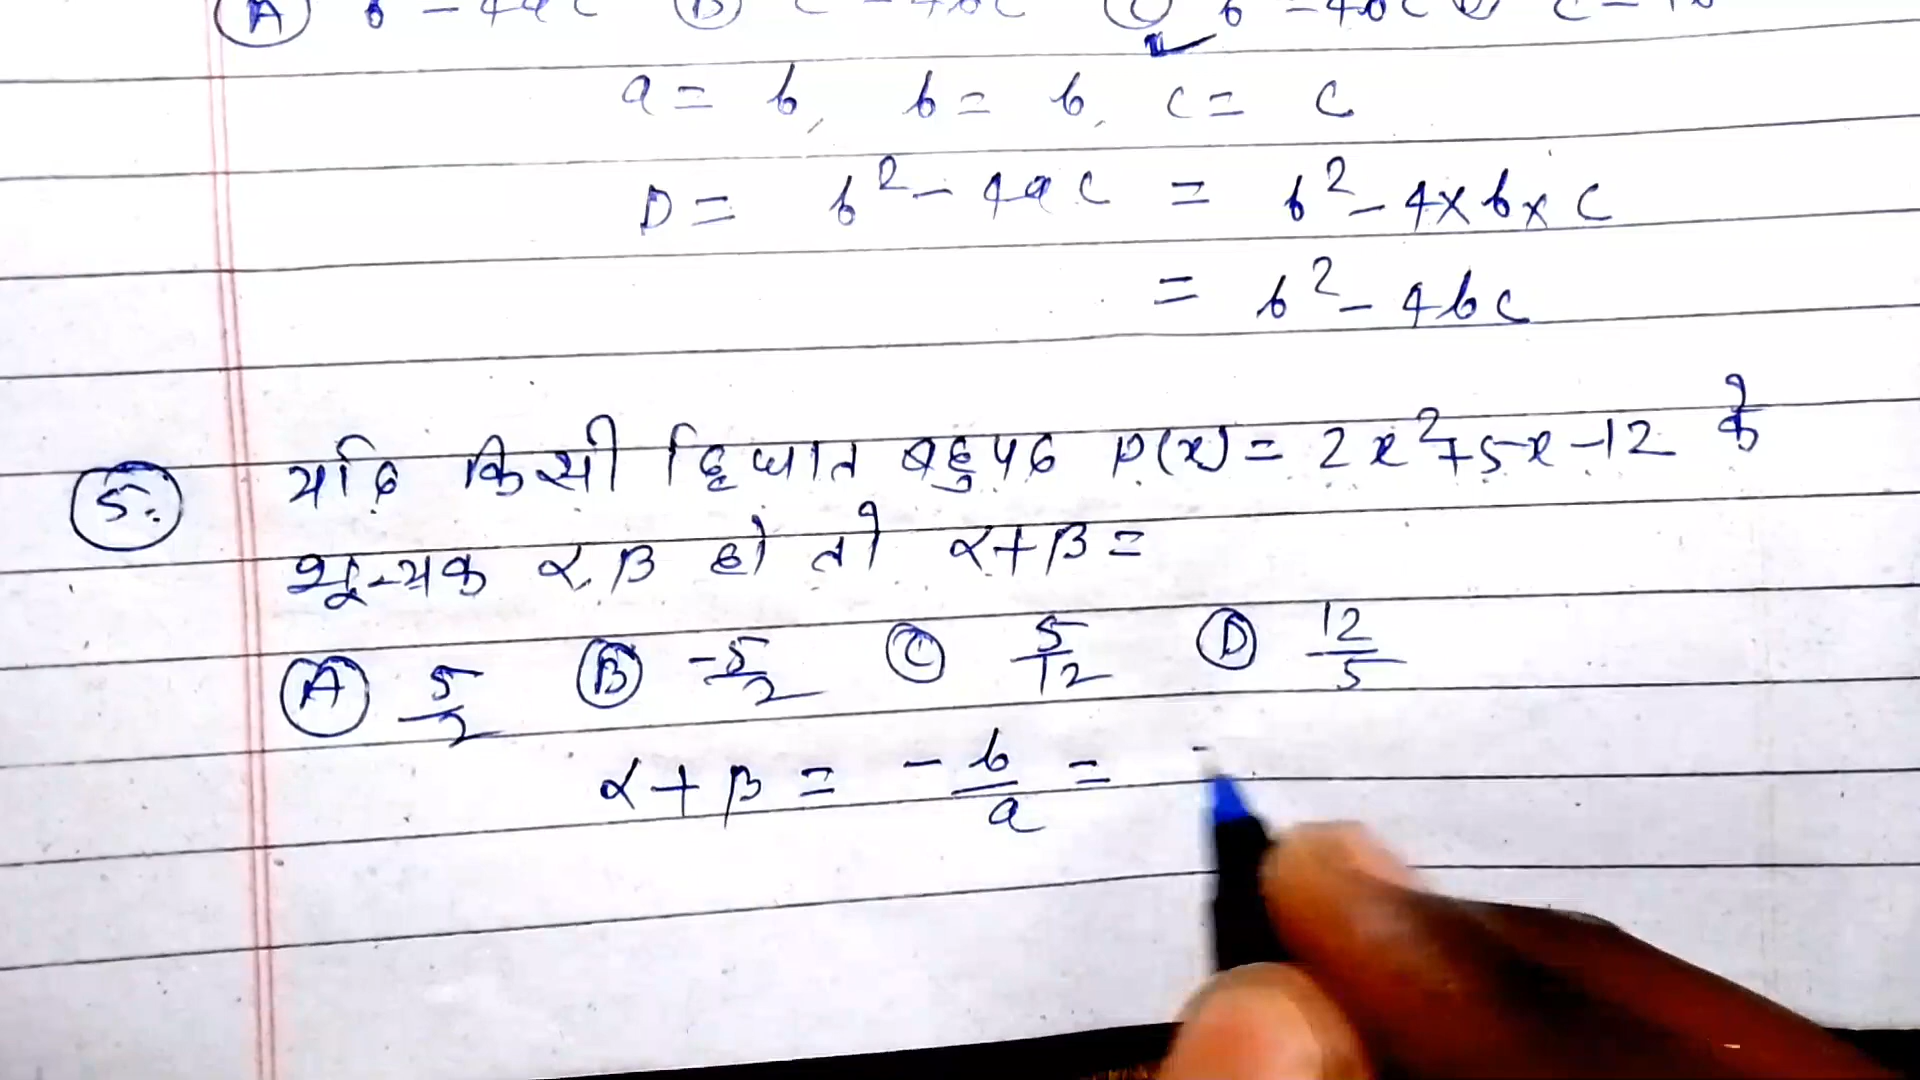 a = b, b = b, c = c
D = b² - 4ac = b² - 4×b×c
= b² - 4bc
5. यदि किसी द्विघात बहुपद p(x) = 2x²+5x-12 के
शून्यक α, β हो तो α+β =
(A) 5/2 (B) -5/2 (C) 5/12 (D) 12/5
α + β = - b/a = -